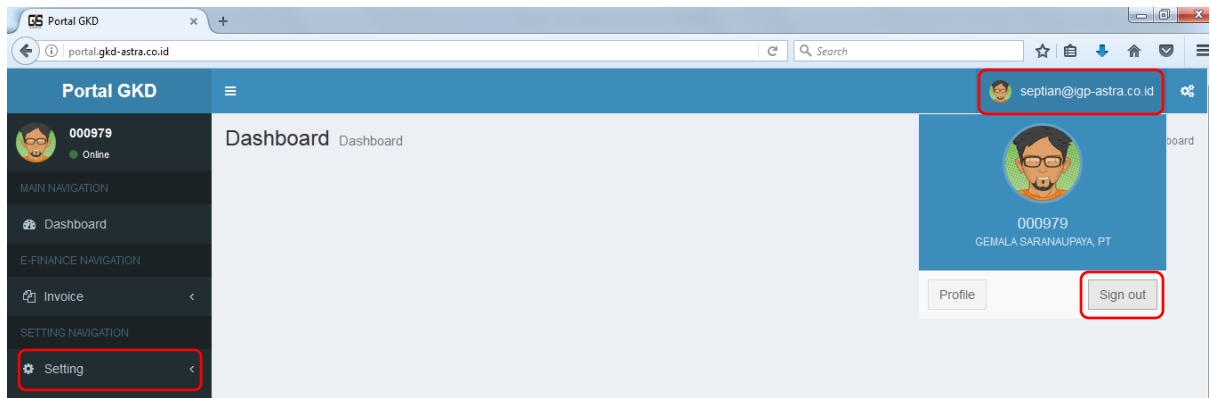 GS Portal GKD
portal.gkd-astra.co.id
Search
Portal GKD
septian@igp-astra.co.id
000979
Online
Dashboard Dashboard
board
MAIN NAVIGATION
Dashboard
E-FINANCE NAVIGATION
Invoice
SETTING NAVIGATION
Setting
000979
GEMALA SARANAUPAYA, PT
Profile
Sign out